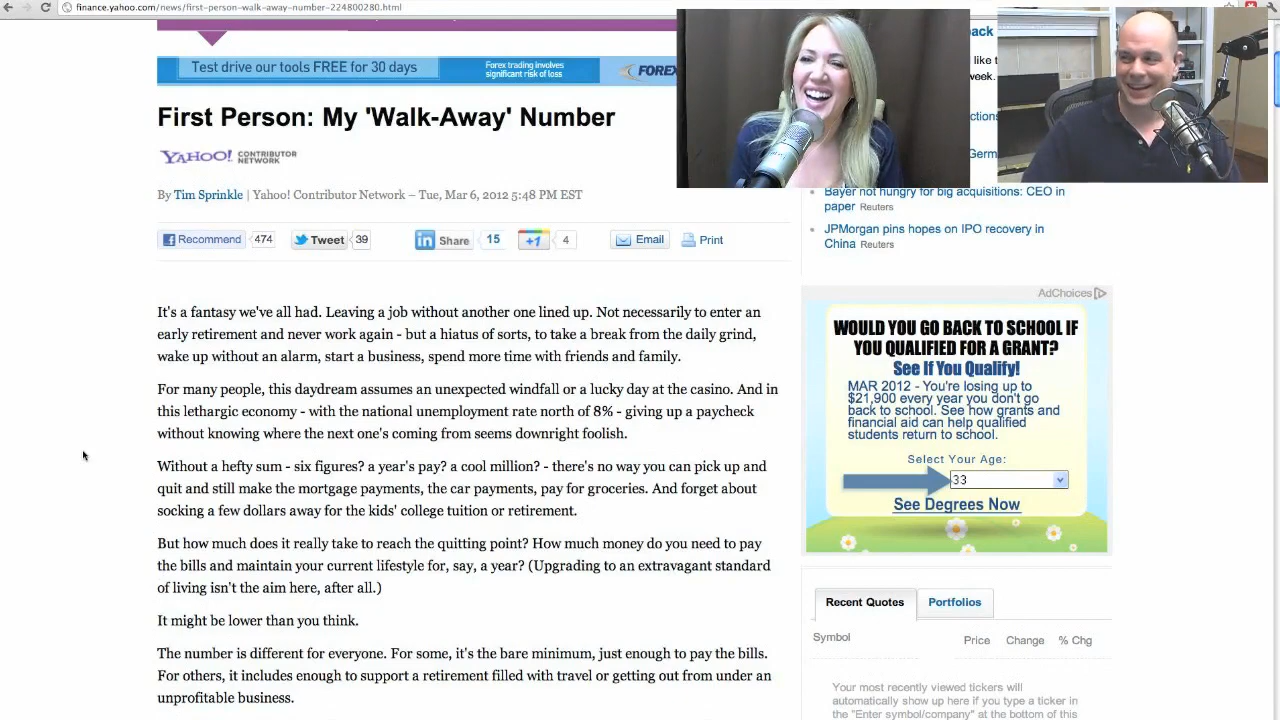 finance.yahoo.com/news/first-person-walk-away-number-224800280.html
Test drive our tools FREE for 30 days
Forex trading involves
significant risk of loss
FOREX
First Person: My 'Walk-Away' Number
YAHOO! CONTRIBUTOR
NETWORK
By Tim Sprinkle | Yahoo! Contributor Network – Tue, Mar 6, 2012 5:48 PM EST
Recommend 474 Tweet 39 Share 15 +1 4 Email Print
It's a fantasy we've all had. Leaving a job without another one lined up. Not necessarily to enter an
early retirement and never work again - but a hiatus of sorts, to take a break from the daily grind,
wake up without an alarm, start a business, spend more time with friends and family.
For many people, this daydream assumes an unexpected windfall or a lucky day at the casino. And in
this lethargic economy - with the national unemployment rate north of 8% - giving up a paycheck
without knowing where the next one's coming from seems downright foolish.
Without a hefty sum - six figures? a year's pay? a cool million? - there's no way you can pick up and
quit and still make the mortgage payments, the car payments, pay for groceries. And forget about
socking a few dollars away for the kids' college tuition or retirement.
But how much does it really take to reach the quitting point? How much money do you need to pay
the bills and maintain your current lifestyle for, say, a year? (Upgrading to an extravagant standard
of living isn't the aim here, after all.)
It might be lower than you think.
The number is different for everyone. For some, it's the bare minimum, just enough to pay the bills.
For others, it includes enough to support a retirement filled with travel or getting out from under an
unprofitable business.
back
like t
week.
Germ
Bayer not hungry for big acquisitions: CEO in
paper Reuters
JPMorgan pins hopes on IPO recovery in
China Reuters
AdChoices
WOULD YOU GO BACK TO SCHOOL IF
YOU QUALIFIED FOR A GRANT?
See If You Qualify!
MAR 2012 - You're losing up to
$21,900 every year you don't go
back to school. See how grants and
financial aid can help qualified
students return to school.
Select Your Age:
33
See Degrees Now
Recent Quotes Portfolios
Symbol Price Change % Chg
Your most recently viewed tickers will
automatically show up here if you type a ticker in
the "Enter symbol/company" at the bottom of this